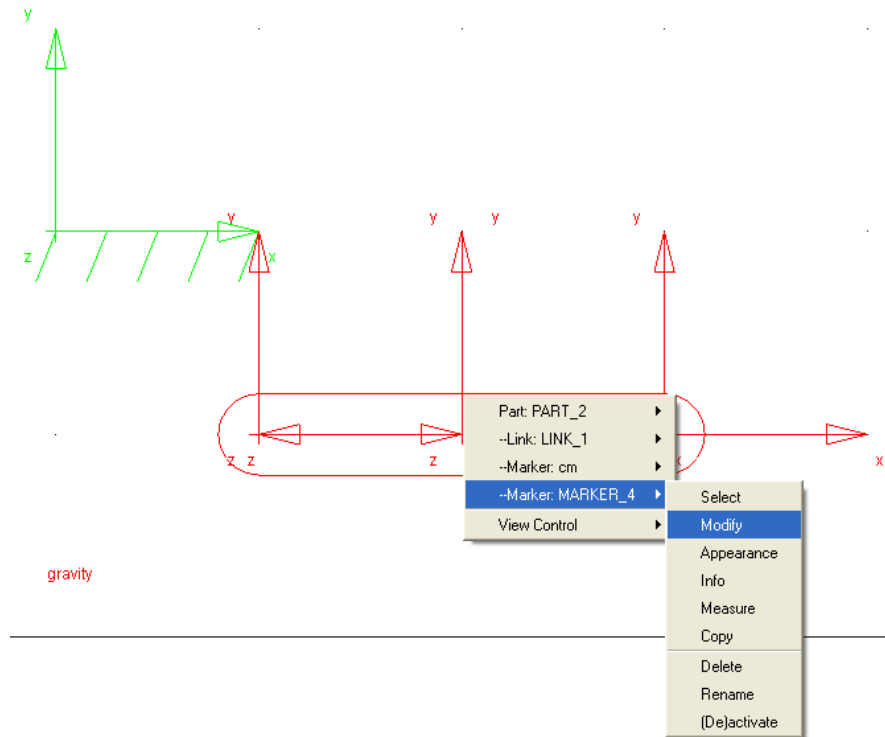 y
y
y
y
y
z
x
z
z
z
x
x
Part: PART_2
--Link: LINK_1
--Marker: cm
--Marker: MARKER_4
View Control
Select
Modify
Appearance
Info
Measure
Copy
Delete
Rename
(De)activate
gravity